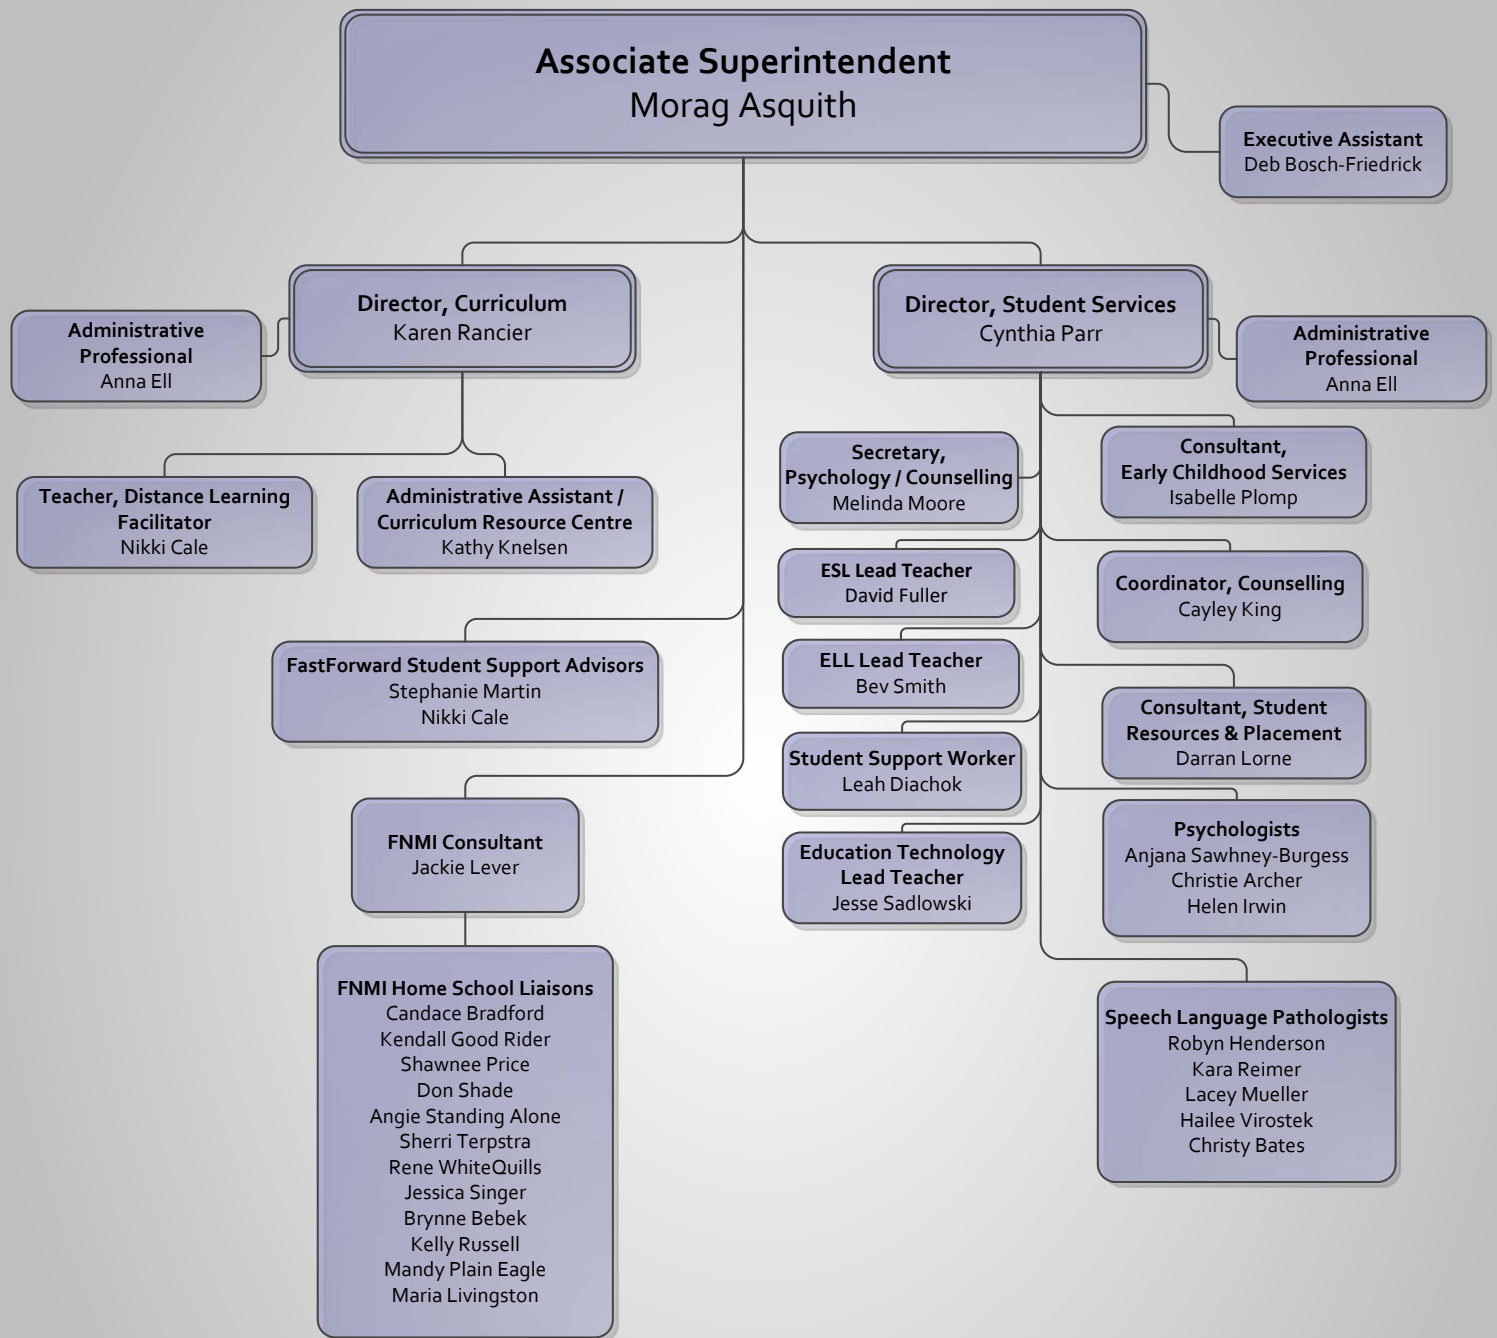 Associate Superintendent
Morag Asquith
Executive Assistant
Deb Bosch-Friedrick
Director, Curriculum
Karen Rancier
Administrative
Professional
Anna Ell
Director, Student Services
Cynthia Parr
Administrative
Professional
Anna Ell
Teacher, Distance Learning
Facilitator
Nikki Cale
Administrative Assistant /
Curriculum Resource Centre
Kathy Knelsen
FastForward Student Support Advisors
Stephanie Martin
Nikki Cale
FNMI Consultant
Jackie Lever
FNMI Home School Liaisons
Candace Bradford
Kendall Good Rider
Shawnee Price
Don Shade
Angie Standing Alone
Sherri Terpstra
Rene WhiteQuills
Jessica Singer
Brynne Bebek
Kelly Russell
Mandy Plain Eagle
Maria Livingston
Secretary,
Psychology / Counselling
Melinda Moore
ESL Lead Teacher
David Fuller
ELL Lead Teacher
Bev Smith
Student Support Worker
Leah Diachok
Education Technology
Lead Teacher
Jesse Sadlowski
Consultant,
Early Childhood Services
Isabelle Plomp
Coordinator, Counselling
Cayley King
Consultant, Student
Resources & Placement
Darran Lorne
Psychologists
Anjana Sawhney-Burgess
Christie Archer
Helen Irwin
Speech Language Pathologists
Robyn Henderson
Kara Reimer
Lacey Mueller
Hailee Virostek
Christy Bates